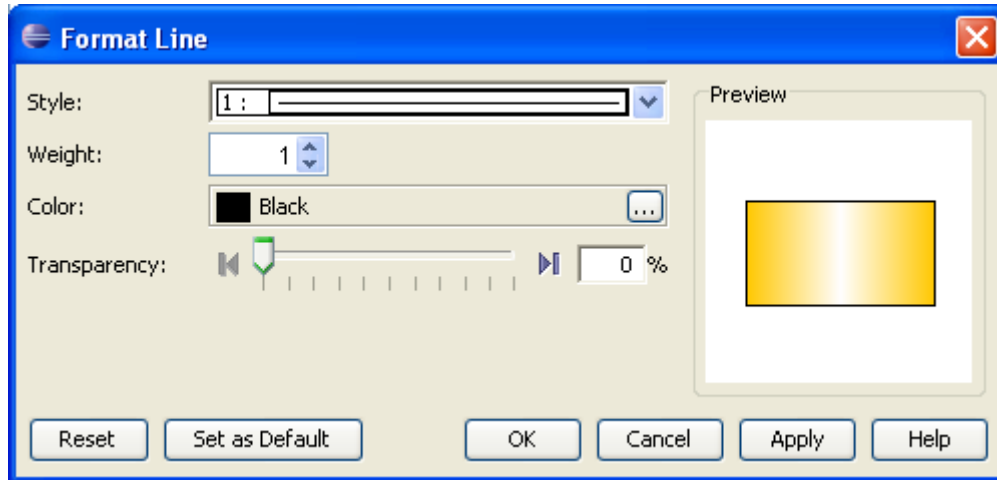 Format Line
Style:
1 :
Preview
Weight:
1
Color:
Black
...
Transparency:
0 %
Reset
Set as Default
OK
Cancel
Apply
Help